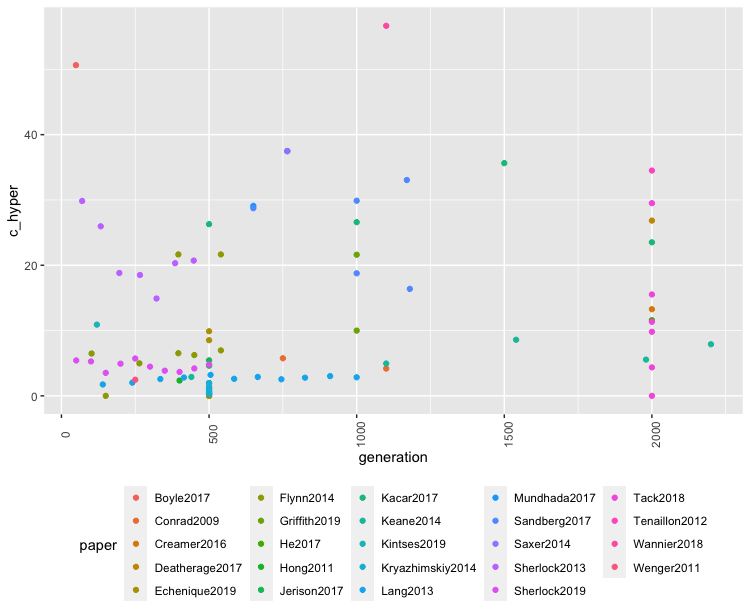 c_hyper
40
20
0
0
500
1000
1500
2000
generation
paper
Boyle2017
Conrad2009
Creamer2016
Deatherage2017
Echenique2019
Flynn2014
Griffith2019
He2017
Hong2011
Jerison2017
Kacar2017
Keane2014
Kintses2019
Kryazhimskiy2014
Lang2013
Mundhada2017
Sandberg2017
Saxer2014
Sherlock2013
Sherlock2019
Tack2018
Tenaillon2012
Wannier2018
Wenger2011